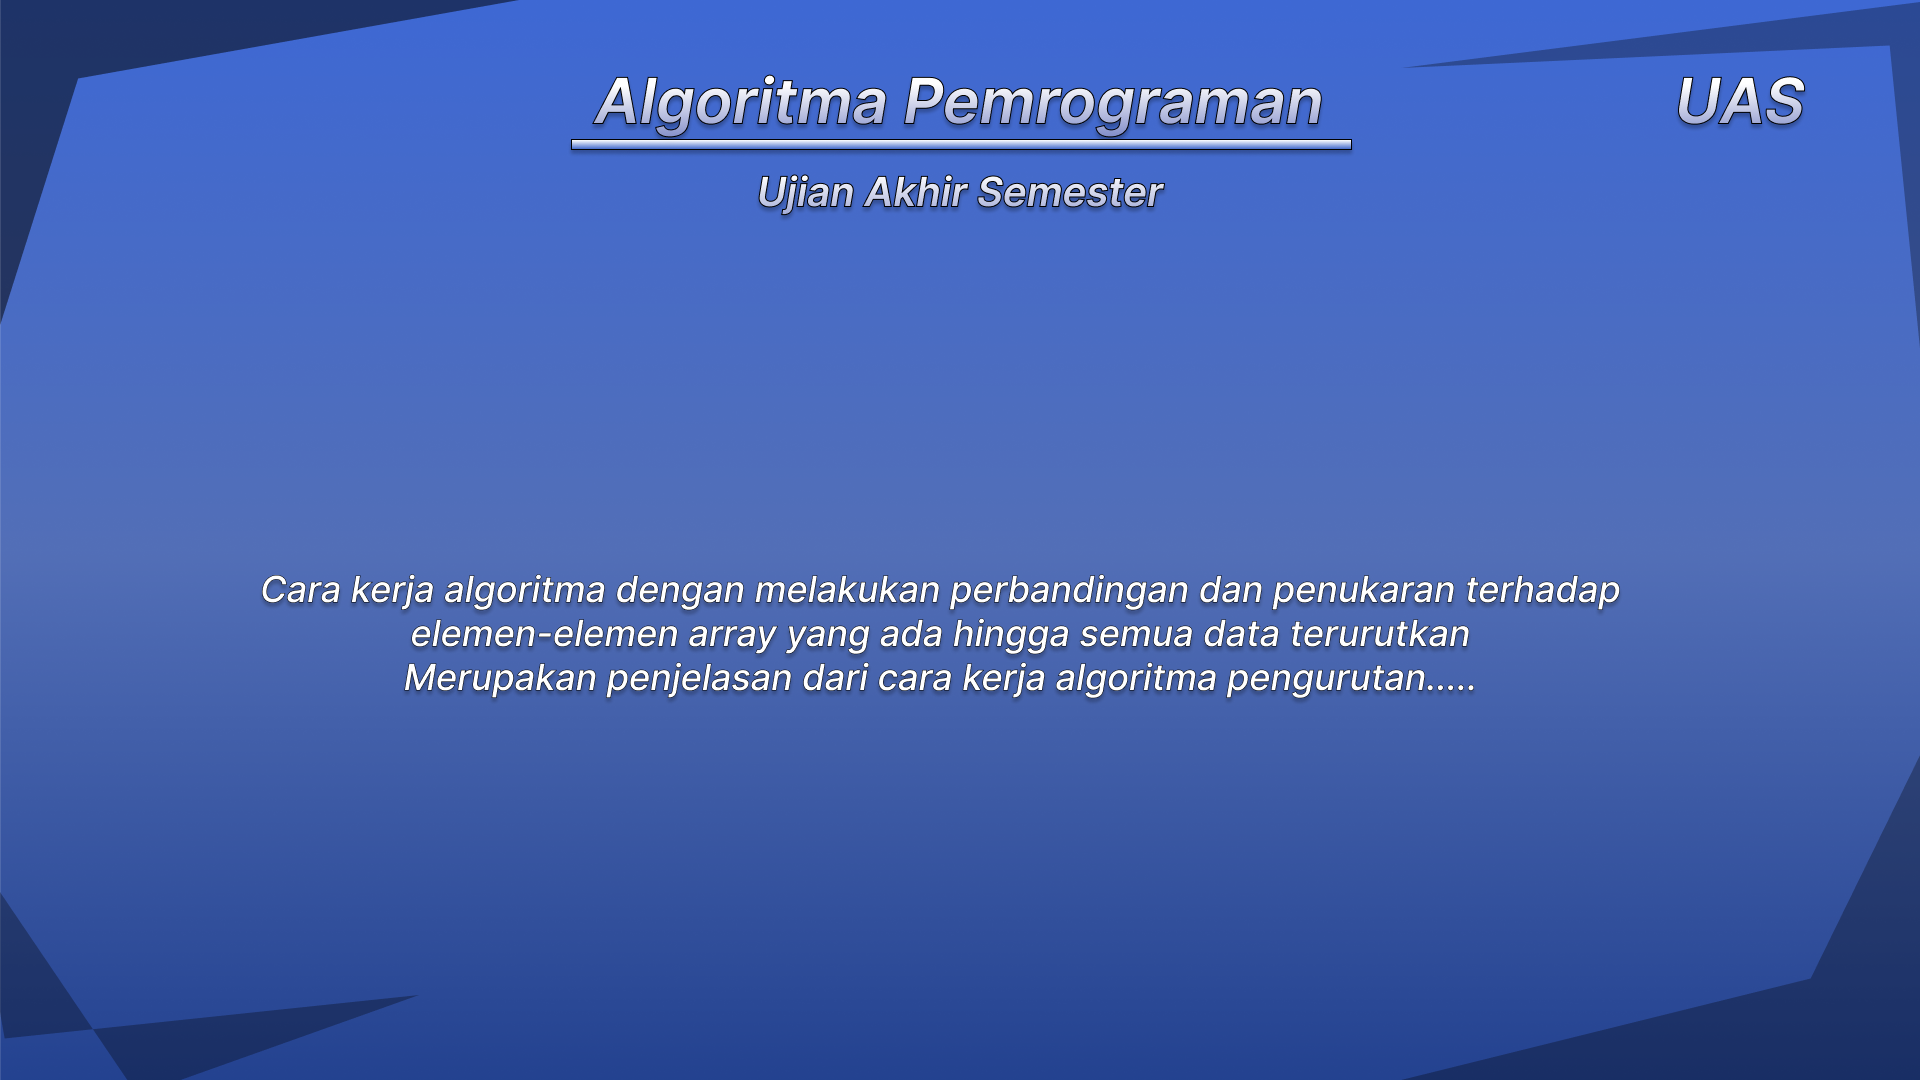 Algoritma Pemrograman
UAS
Ujian Akhir Semester
Cara kerja algoritma dengan melakukan perbandingan dan penukaran terhadap
elemen-elemen array yang ada hingga semua data terurutkan
Merupakan penjelasan dari cara kerja algoritma pengurutan.....